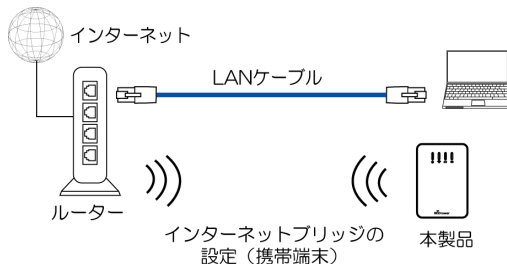 インターネット
LANケーブル
ルーター
インターネットブリッジの
設定（携帯端末）
本製品